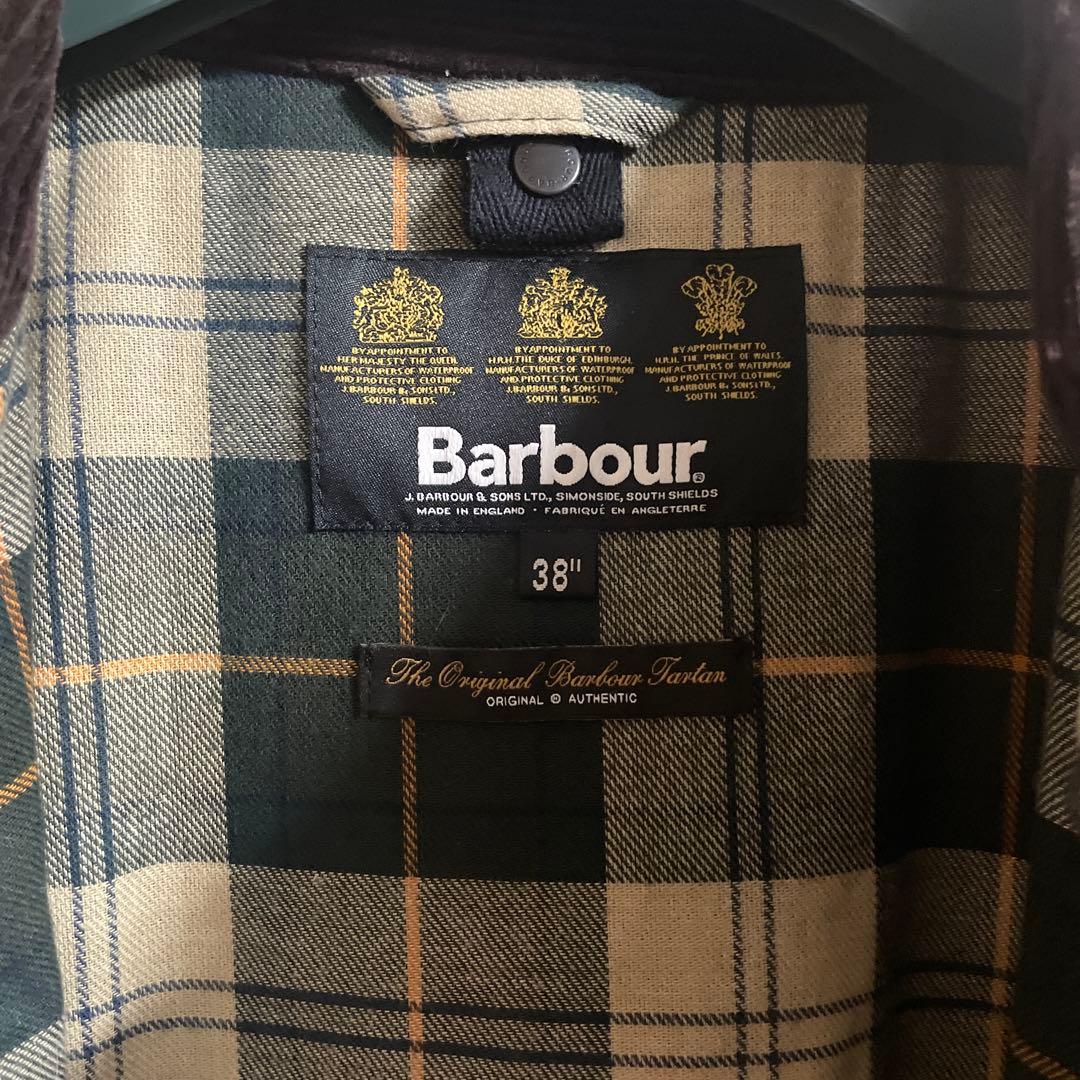 BY APPOINTMENT TO
HER MAJESTY THE QUEEN
MANUFACTURERS OF WATERPROOF
AND PROTECTIVE CLOTHING
J.BARBOUR & SONS LTD.,
SOUTH SHIELDS.
BY APPOINTMENT TO
H.R.H. THE DUKE OF EDINBURGH.
MANUFACTURERS OF WATERPROOF
AND PROTECTIVE CLOTHING
J.BARBOUR & SONS LTD.,
SOUTH SHIELDS.
BY APPOINTMENT TO
H.R.H. THE PRINCE OF WALES.
MANUFACTURERS OF WATERPROOF
AND PROTECTIVE CLOTHING
J.BARBOUR & SONS LTD.,
SOUTH SHIELDS.
Barbour®
J. BARBOUR & SONS LTD., SIMONSIDE, SOUTH SHIELDS
MADE IN ENGLAND · FABRIQUÉ EN ANGLETERRE
38"
The Original Barbour Tartan
ORIGINAL ® AUTHENTIC